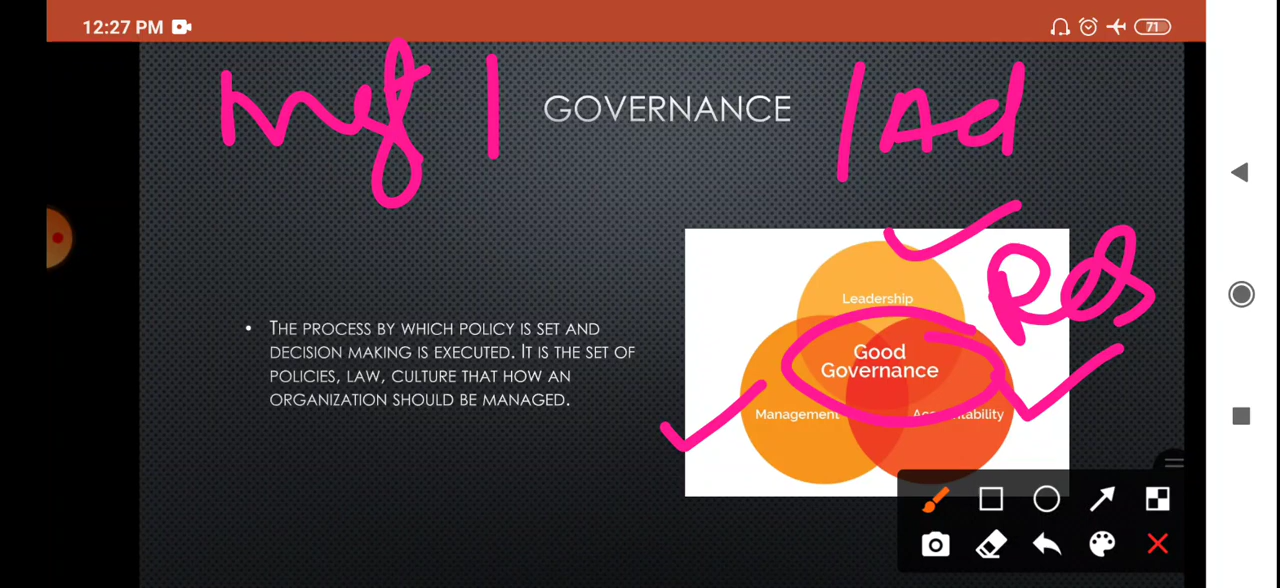 12:27 PM
71
GOVERNANCE
Ad
Leadership
Res
• THE PROCESS BY WHICH POLICY IS SET AND
DECISION MAKING IS EXECUTED. IT IS THE SET OF
POLICIES, LAW, CULTURE THAT HOW AN
ORGANIZATION SHOULD BE MANAGED.
Good
Governance
Management
Accountability